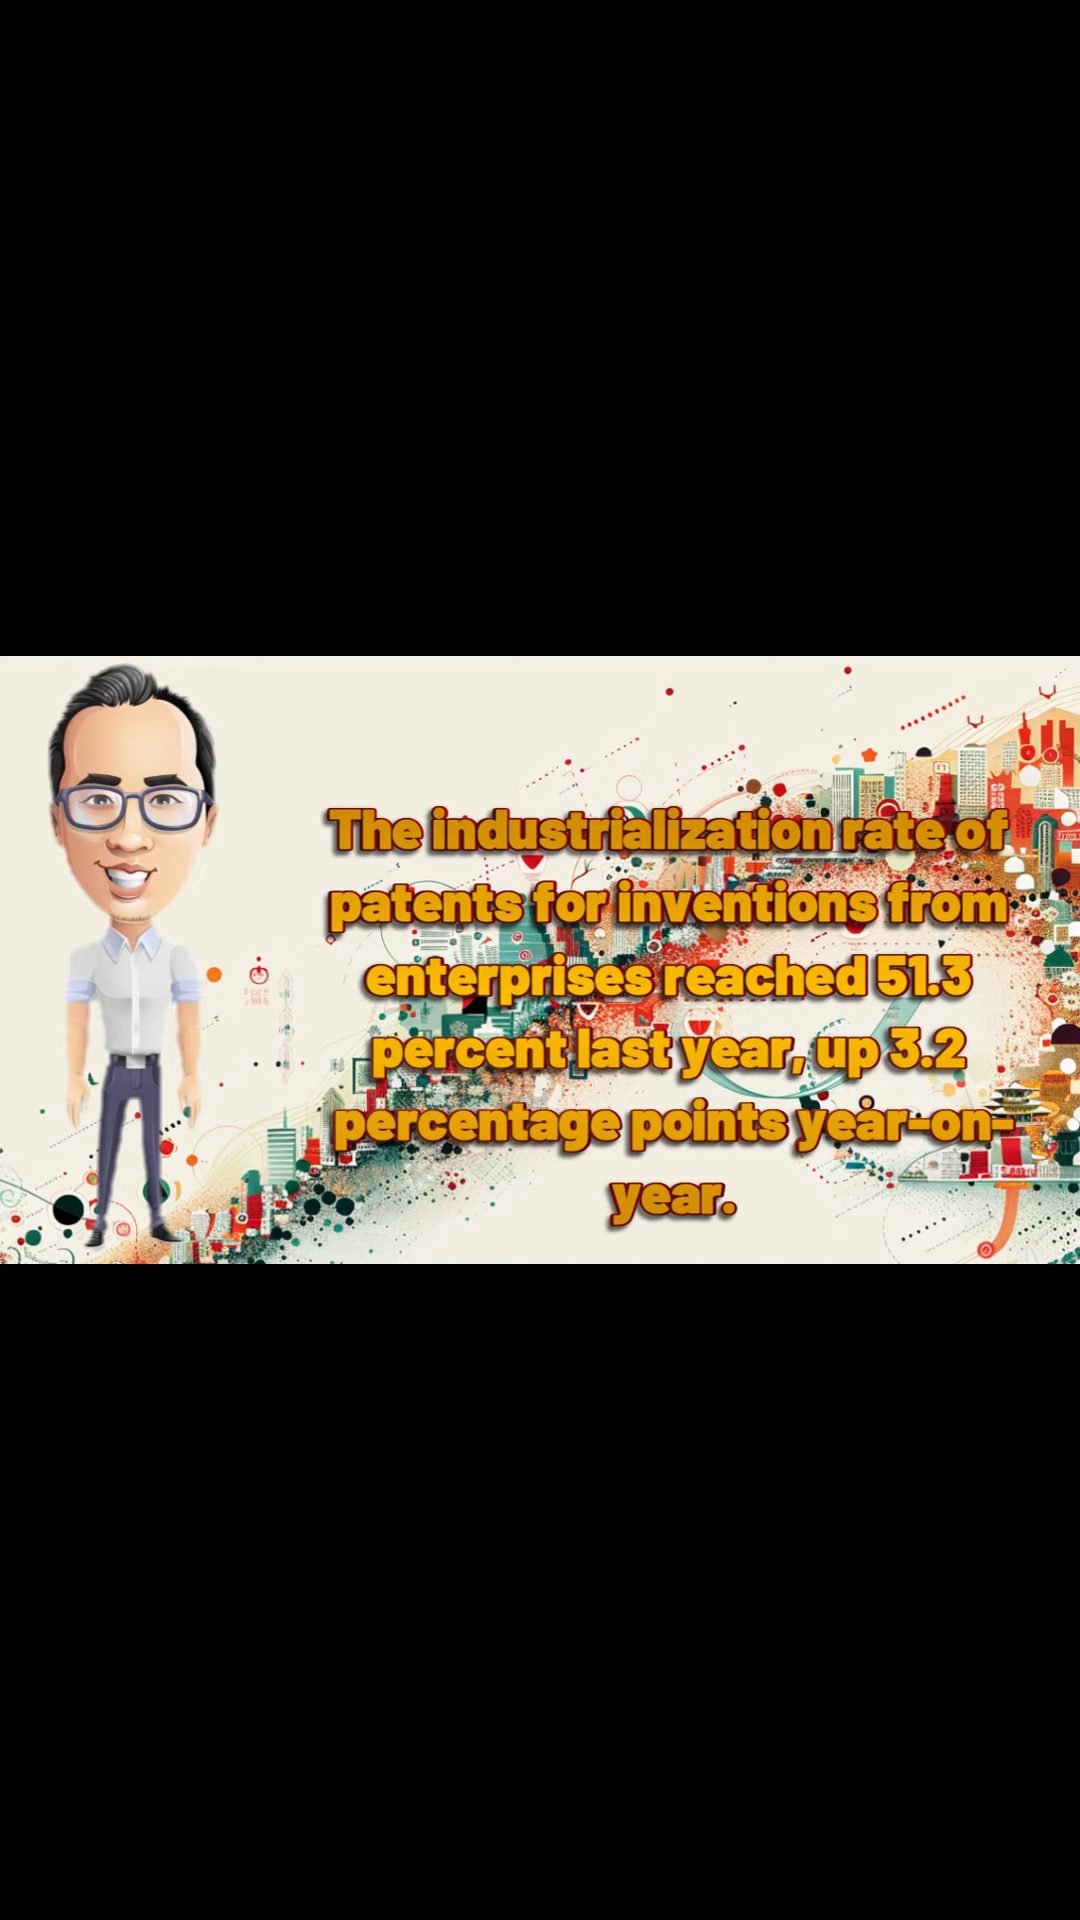 The industrialization rate of
patents for inventions from
enterprises reached 51.3
percent last year, up 3.2
percentage points year-on-
year.